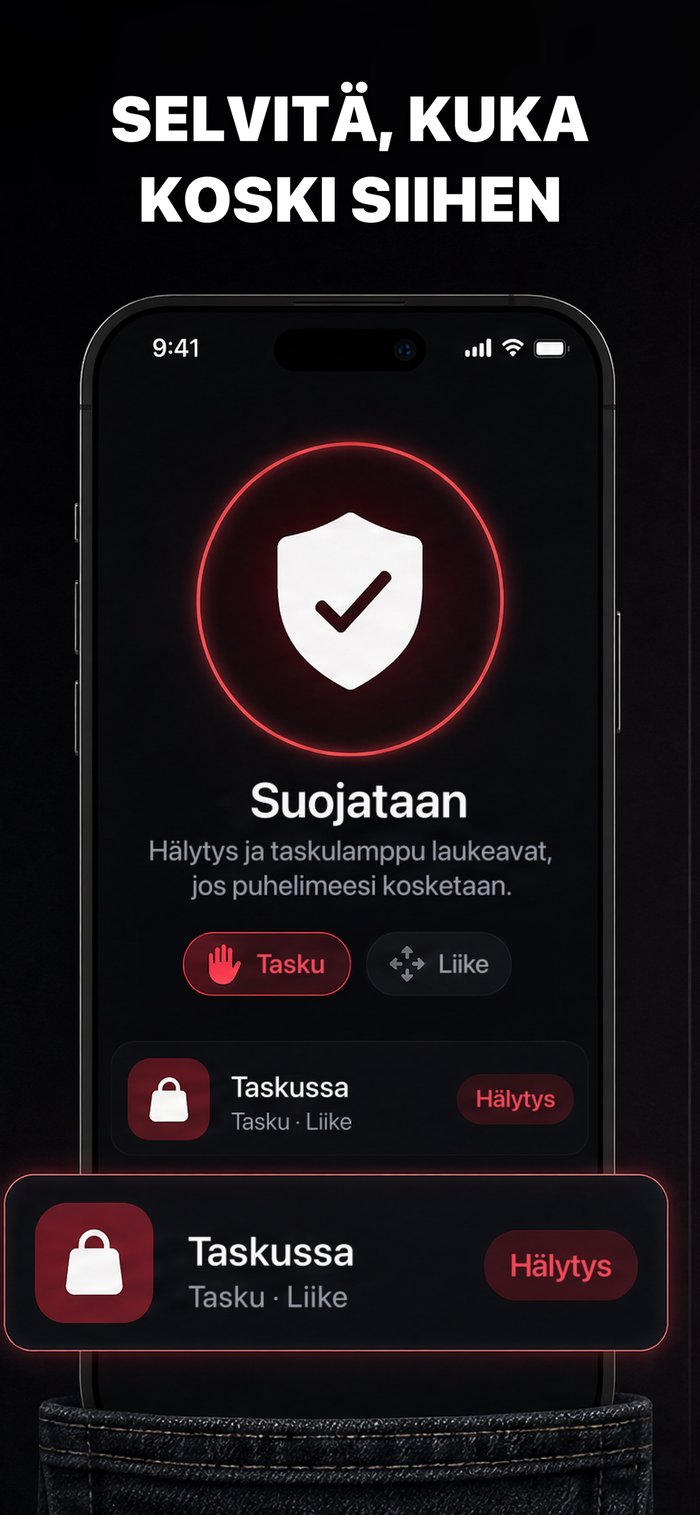 SELVITÄ, KUKA
KOSKI SIIHEN
9:41
Suojataan
Hälytys ja taskulamppu laukeavat,
jos puhelimeesi kosketaan.
Tasku
Liike
Taskussa
Hälytys
Tasku · Liike
Taskussa
Hälytys
Tasku · Liike